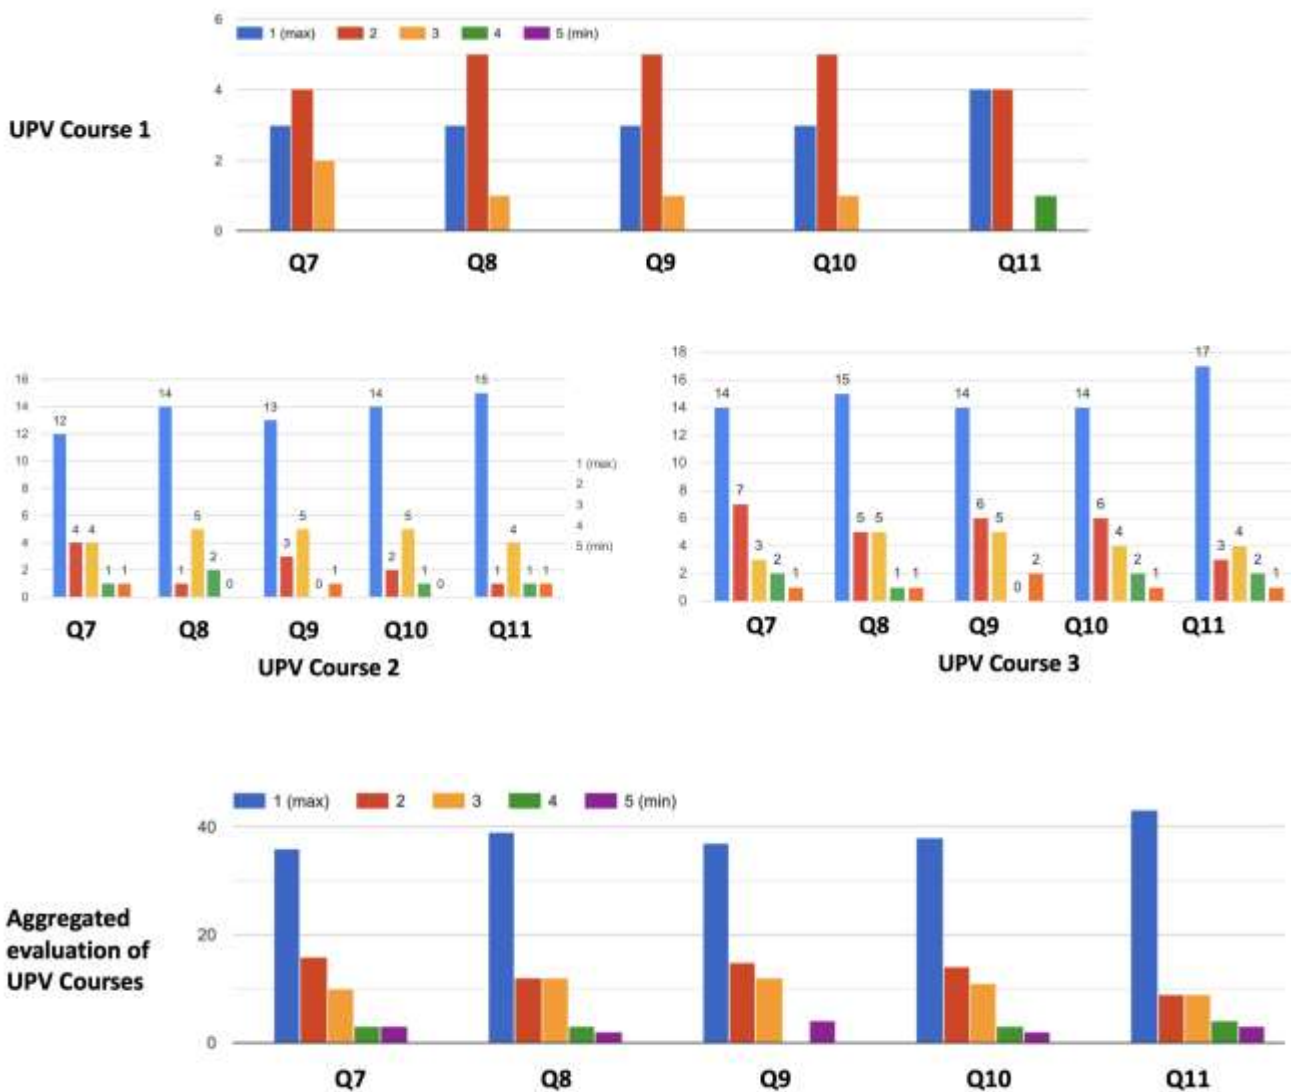 6
1 (max) 2 3 4 5 (min)
4
UPV Course 1
2
0
Q7 Q8 Q9 Q10 Q11
16
14
12
10
8
6
4
2
0
12 4 4 1 1
14 1 5 2 0
13 3 5 0 1
14 2 5 1 0
15 1 4 1 1
1 (max)
2
3
4
5 (min)
Q7 Q8 Q9 Q10 Q11
UPV Course 2
18
16
14
12
10
8
6
4
2
0
14 7 3 2 1
15 5 5 1 1
14 6 5 0 2
14 6 4 2 1
17 3 4 2 1
Q7 Q8 Q9 Q10 Q11
UPV Course 3
1 (max) 2 3 4 5 (min)
40
20
0
Aggregated
evaluation of
UPV Courses
Q7 Q8 Q9 Q10 Q11